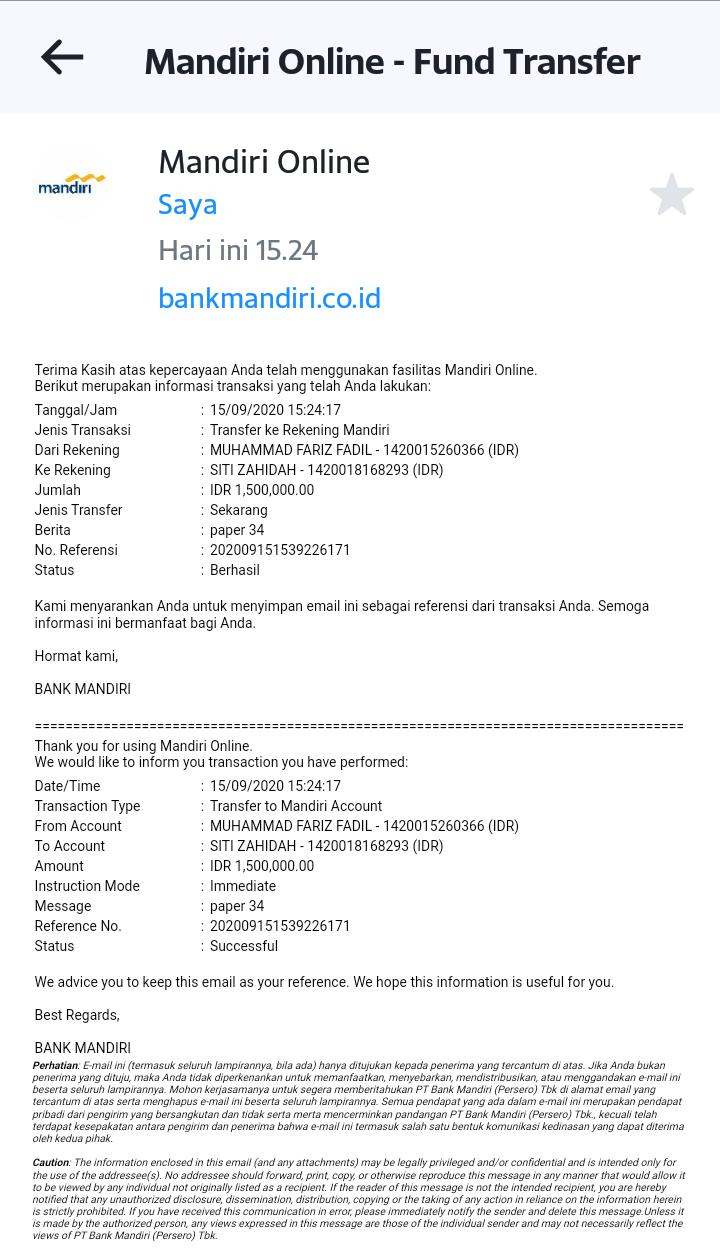 Mandiri Online - Fund Transfer
mandırı
Mandiri Online
Saya
Hari ini 15.24
bankmandiri.co.id
Terima Kasih atas kepercayaan Anda telah menggunakan fasilitas Mandiri Online.
Berikut merupakan informasi transaksi yang telah Anda lakukan:
Tanggal/Jam : 15/09/2020 15:24:17
Jenis Transaksi : Transfer ke Rekening Mandiri
Dari Rekening : MUHAMMAD FARIZ FADIL - 1420015260366 (IDR)
Ke Rekening : SITI ZAHIDAH - 1420018168293 (IDR)
Jumlah : IDR 1,500,000.00
Jenis Transfer : Sekarang
Berita : paper 34
No. Referensi : 202009151539226171
Status : Berhasil
Kami menyarankan Anda untuk menyimpan email ini sebagai referensi dari transaksi Anda. Semoga
informasi ini bermanfaat bagi Anda.
Hormat kami,
BANK MANDIRI
=====================================================================================
Thank you for using Mandiri Online.
We would like to inform you transaction you have performed:
Date/Time : 15/09/2020 15:24:17
Transaction Type : Transfer to Mandiri Account
From Account : MUHAMMAD FARIZ FADIL - 1420015260366 (IDR)
To Account : SITI ZAHIDAH - 1420018168293 (IDR)
Amount : IDR 1,500,000.00
Instruction Mode : Immediate
Message : paper 34
Reference No. : 202009151539226171
Status : Successful
We advice you to keep this email as your reference. We hope this information is useful for you.
Best Regards,
BANK MANDIRI
Perhatian: E-mail ini (termasuk seluruh lampirannya, bila ada) hanya ditujukan kepada penerima yang tercantum di atas. Jika Anda bukan
penerima yang dituju, maka Anda tidak diperkenankan untuk memanfaatkan, menyebarkan, mendistribusikan, atau menggandakan e-mail ini
beserta seluruh lampirannya. Mohon kerjasamanya untuk segera memberitahukan PT Bank Mandiri (Persero) Tbk di alamat email yang
tercantum di atas serta menghapus e-mail ini beserta seluruh lampirannya. Semua pendapat yang ada dalam e-mail ini merupakan pendapat
pribadi dari pengirim yang bersangkutan dan tidak serta merta mencerminkan pandangan PT Bank Mandiri (Persero) Tbk., kecuali telah
terdapat kesepakatan antara pengirim dan penerima bahwa e-mail ini termasuk salah satu bentuk komunikasi kedinasan yang dapat diterima
oleh kedua pihak.
Caution: The information enclosed in this email (and any attachments) may be legally privileged and/or confidential and is intended only for
the use of the addressee(s). No addressee should forward, print, copy, or otherwise reproduce this message in any manner that would allow it
to be viewed by any individual not originally listed as a recipient. If the reader of this message is not the intended recipient, you are hereby
notified that any unauthorized disclosure, dissemination, distribution, copying or the taking of any action in reliance on the information herein
is strictly prohibited. If you have received this communication in error, please immediately notify the sender and delete this message.Unless it
is made by the authorized person, any views expressed in this message are those of the individual sender and may not necessarily reflect the
views of PT Bank Mandiri (Persero) Tbk.